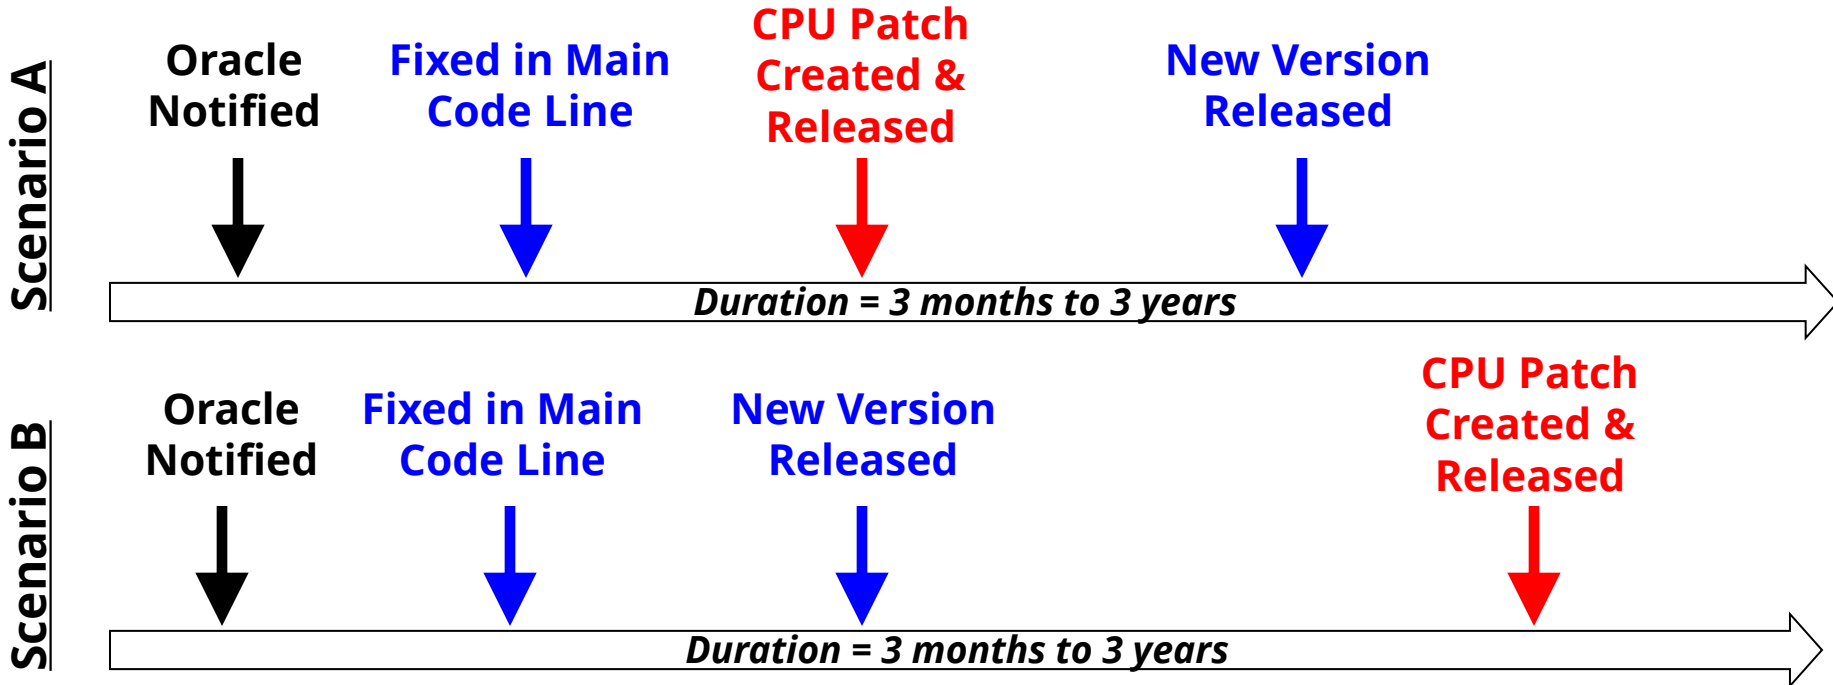 Scenario A
Oracle
Notified
Fixed in Main
Code Line
CPU Patch
Created &
Released
New Version
Released
Duration = 3 months to 3 years
Scenario B
Oracle
Notified
Fixed in Main
Code Line
New Version
Released
CPU Patch
Created &
Released
Duration = 3 months to 3 years